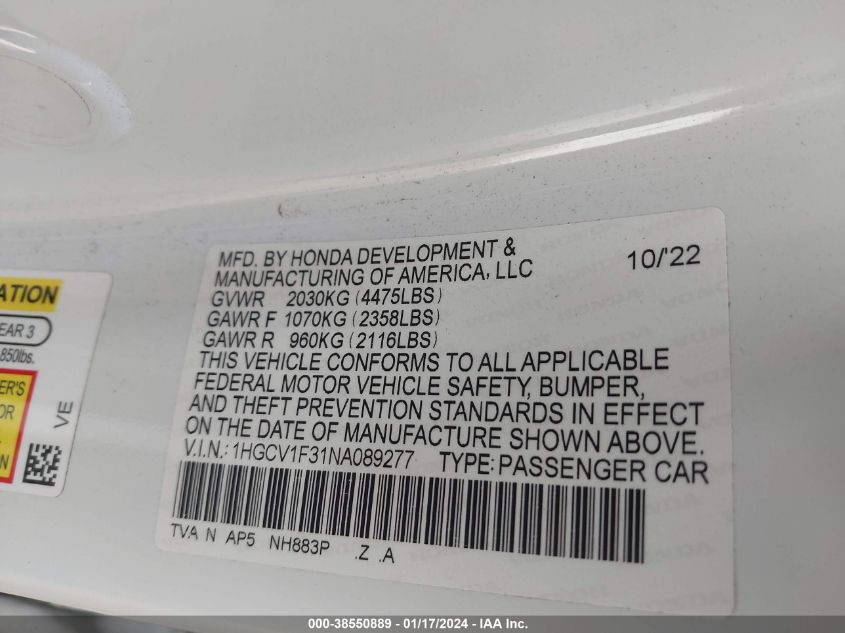 MFD. BY HONDA DEVELOPMENT &
MANUFACTURING OF AMERICA, LLC
10/'22
GVWR 2030KG (4475LBS)
GAWR F 1070KG (2358LBS)
GAWR R 960KG (2116LBS)
THIS VEHICLE CONFORMS TO ALL APPLICABLE
FEDERAL MOTOR VEHICLE SAFETY, BUMPER,
AND THEFT PREVENTION STANDARDS IN EFFECT
ON THE DATE OF MANUFACTURE SHOWN ABOVE.
V.I.N.: 1HGCV1F31NA089277 TYPE: PASSENGER CAR
TVA N AP5 NH883P .Z .A
ATION
EAR 3
850lbs.
ER'S
OR
VE
000-38550889 - 01/17/2024 - IAA Inc.